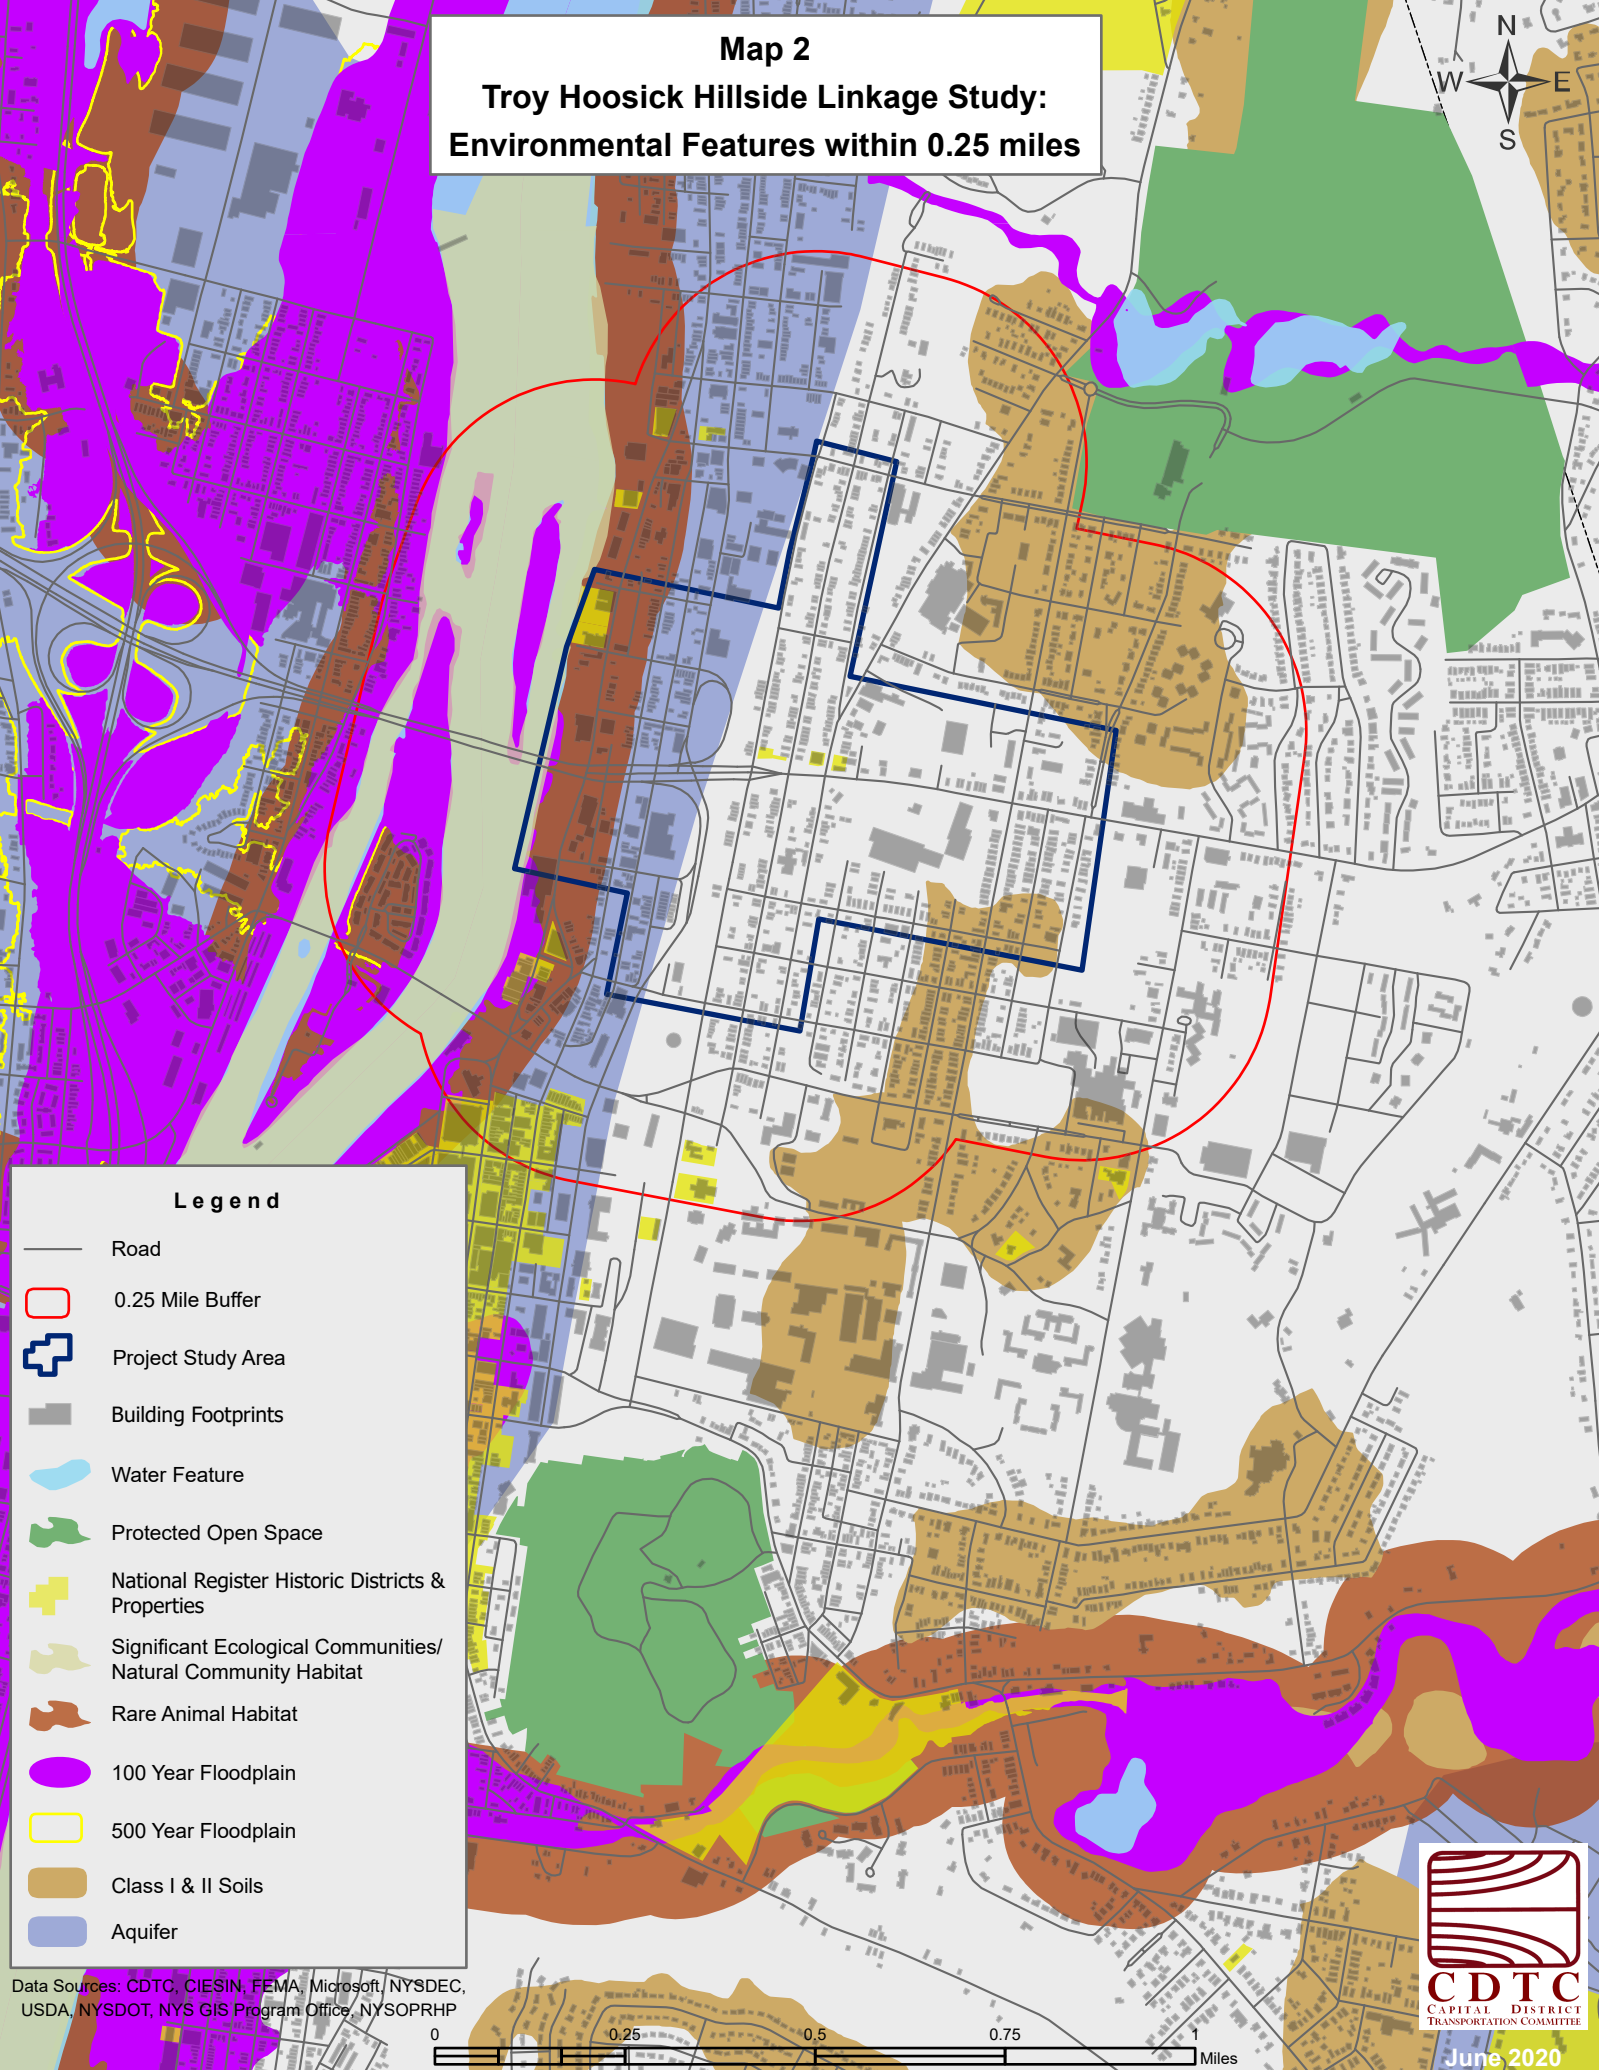 Map 2
Troy Hoosick Hillside Linkage Study:
Environmental Features within 0.25 miles
N
W E
S
Legend
Road
0.25 Mile Buffer
Project Study Area
Building Footprints
Water Feature
Protected Open Space
National Register Historic Districts &
Properties
Significant Ecological Communities/
Natural Community Habitat
Rare Animal Habitat
100 Year Floodplain
500 Year Floodplain
Class I & II Soils
Aquifer
Data Sources: CDTC, CIESIN, FEMA, Microsoft, NYSDEC,
USDA, NYSDOT, NYS GIS Program Office, NYSOPRHP
0 0.25 0.5 0.75 1
Miles
CDTC
CAPITAL DISTRICT
TRANSPORTATION COMMITTEE
June 2020